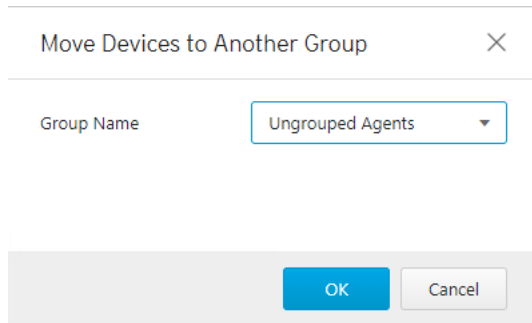 Move Devices to Another Group
Group Name
Ungrouped Agents
OK
Cancel